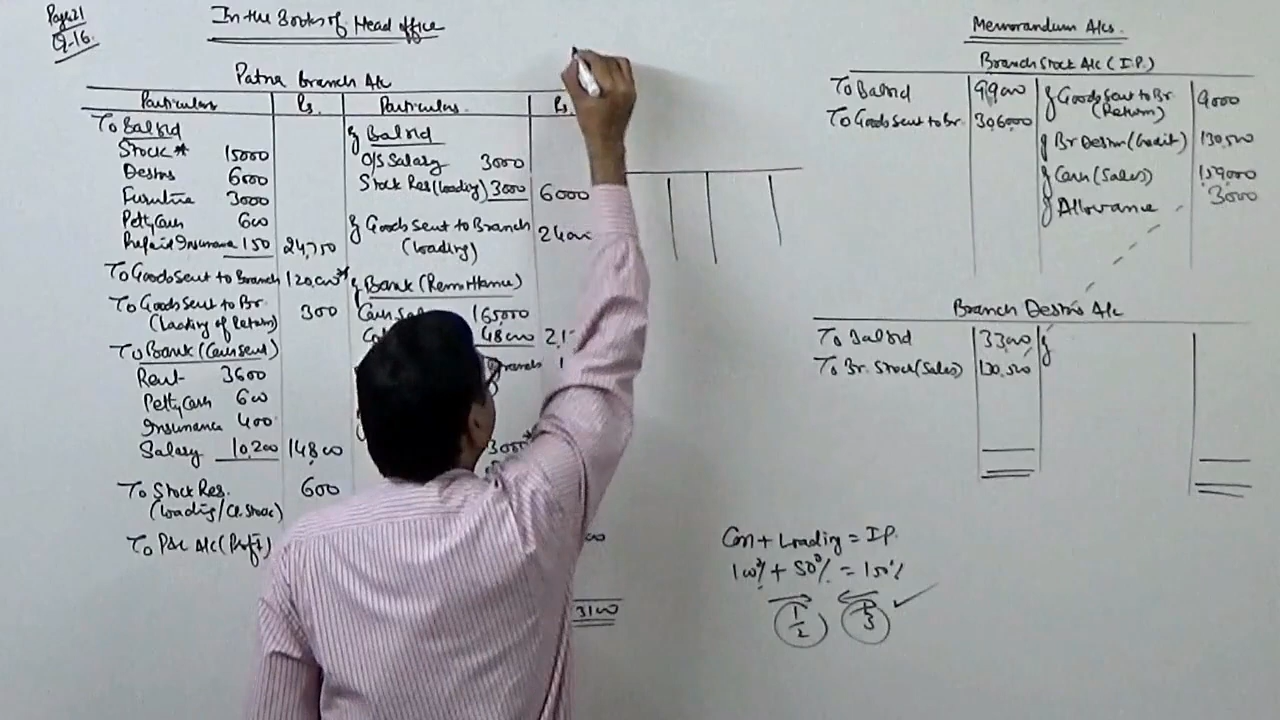 Page 21
Q-16.
In the Books of Head office
Patna Branch A/c
Particulars Rs. Particulars. Rs.
To Bal b/d
Stock* 15000
Debtors 6000
Furniture 3000
Petty Cash 600
Prepaid Insurance 150 24,750
To Goods Sent to Branch 120,000*
To Goods Sent to Br. 300
(Loading of Return)
To Bank (Cash sent)
Rent 3600
Petty Cash 600
Insurance 400
Salary 10,200 14800
To Stock Res. 600
(Loading/Cl. Stock)
To P&L A/c (Profit)
By Bal b/d
O/S Salary 3000
Stock Res (Loading) 3000 6000
By Goods Sent to Branch
(Loading)
Bank (Remittance)
165000
48000
3000*
3100
Memorandum A/cs.
Branch Stock A/c (I.P.)
To Bal b/d
To Goods Sent to Br. 306000
By Goods Sent to Br. 9000
(Return)
By Br Debtors (Credit) 130,500
By Cash (Sales) 159000
By Allowance 3000
Branch Debtors A/c
To Bal b/d 33000 By
To Br. Stock (Sales) 130,500
Cost + Loading = I.P.
100% + 50% = 150%
1/2 1/3